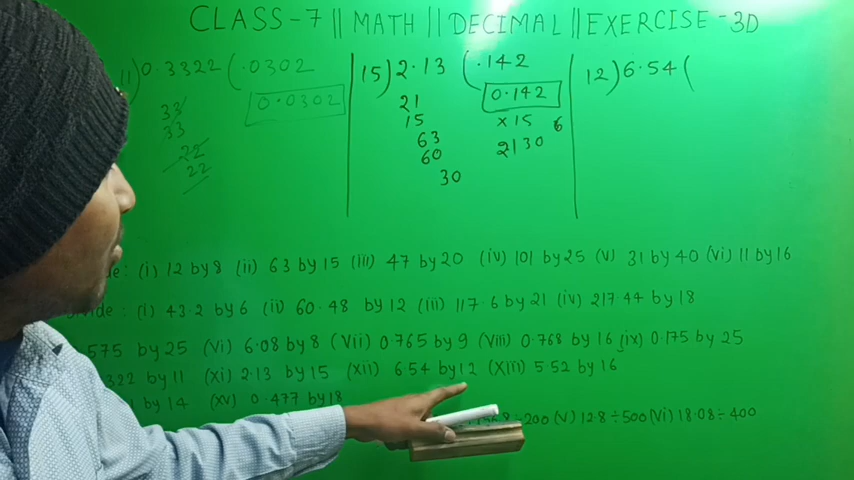 CLASS-7 || MATH || DECIMAL || EXERCISE-3D
11) 0.3322 ( .0302
0.0302
33
33
22
22
15) 2.13 ( .142
0.142
21
15
63
60
30
×15
6
2130
12) 6.54 (
de: (i) 12 by 8 (ii) 63 by 15 (iii) 47 by 20 (iv) 101 by 25 (v) 31 by 40 (vi) 11 by 16
de: (i) 43.2 by 6 (ii) 60.48 by 12 (iii) 117.6 by 21 (iv) 217.44 by 18
575 by 25 (vi) 6.08 by 8 (vii) 0.765 by 9 (viii) 0.768 by 16 (ix) 0.175 by 25
322 by 11 (xi) 2.13 by 15 (xii) 6.54 by 12 (xiii) 5.52 by 16
by 14 (xv) 0.477 by 18
÷200 (v) 12.8 ÷ 500 (vi) 18.08 ÷ 400